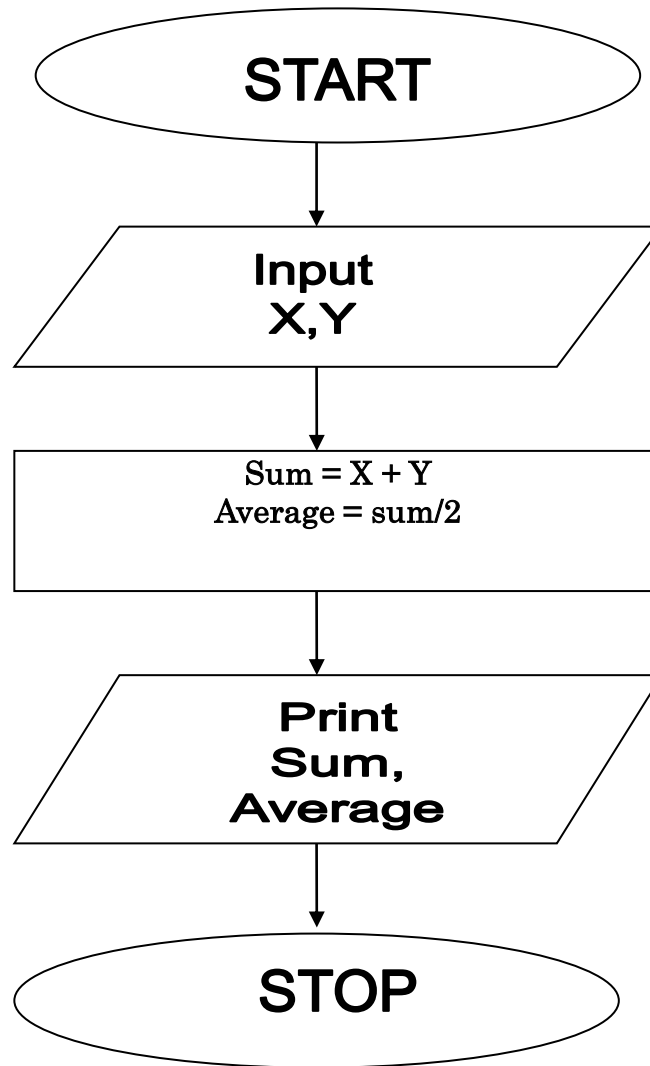 START
Input
X,Y
Sum = X + Y
Average = sum/2
Print
Sum,
Average
STOP